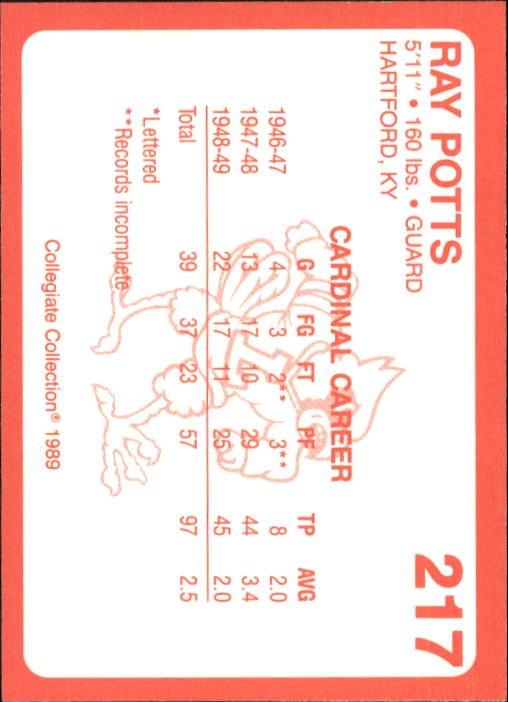 RAY POTTS 217
5'11" • 160 lbs. • GUARD
HARTFORD, KY
CARDINAL CAREER
G FG FT PF TP AVG
1946-47 4 3 2** 3** 8 2.0
1947-48 13 17 10 29 44 3.4
1948-49 22 17 11 25 45 2.0
Total 39 37 23 57 97 2.5
*Lettered
**Records incomplete
Collegiate Collection® 1989